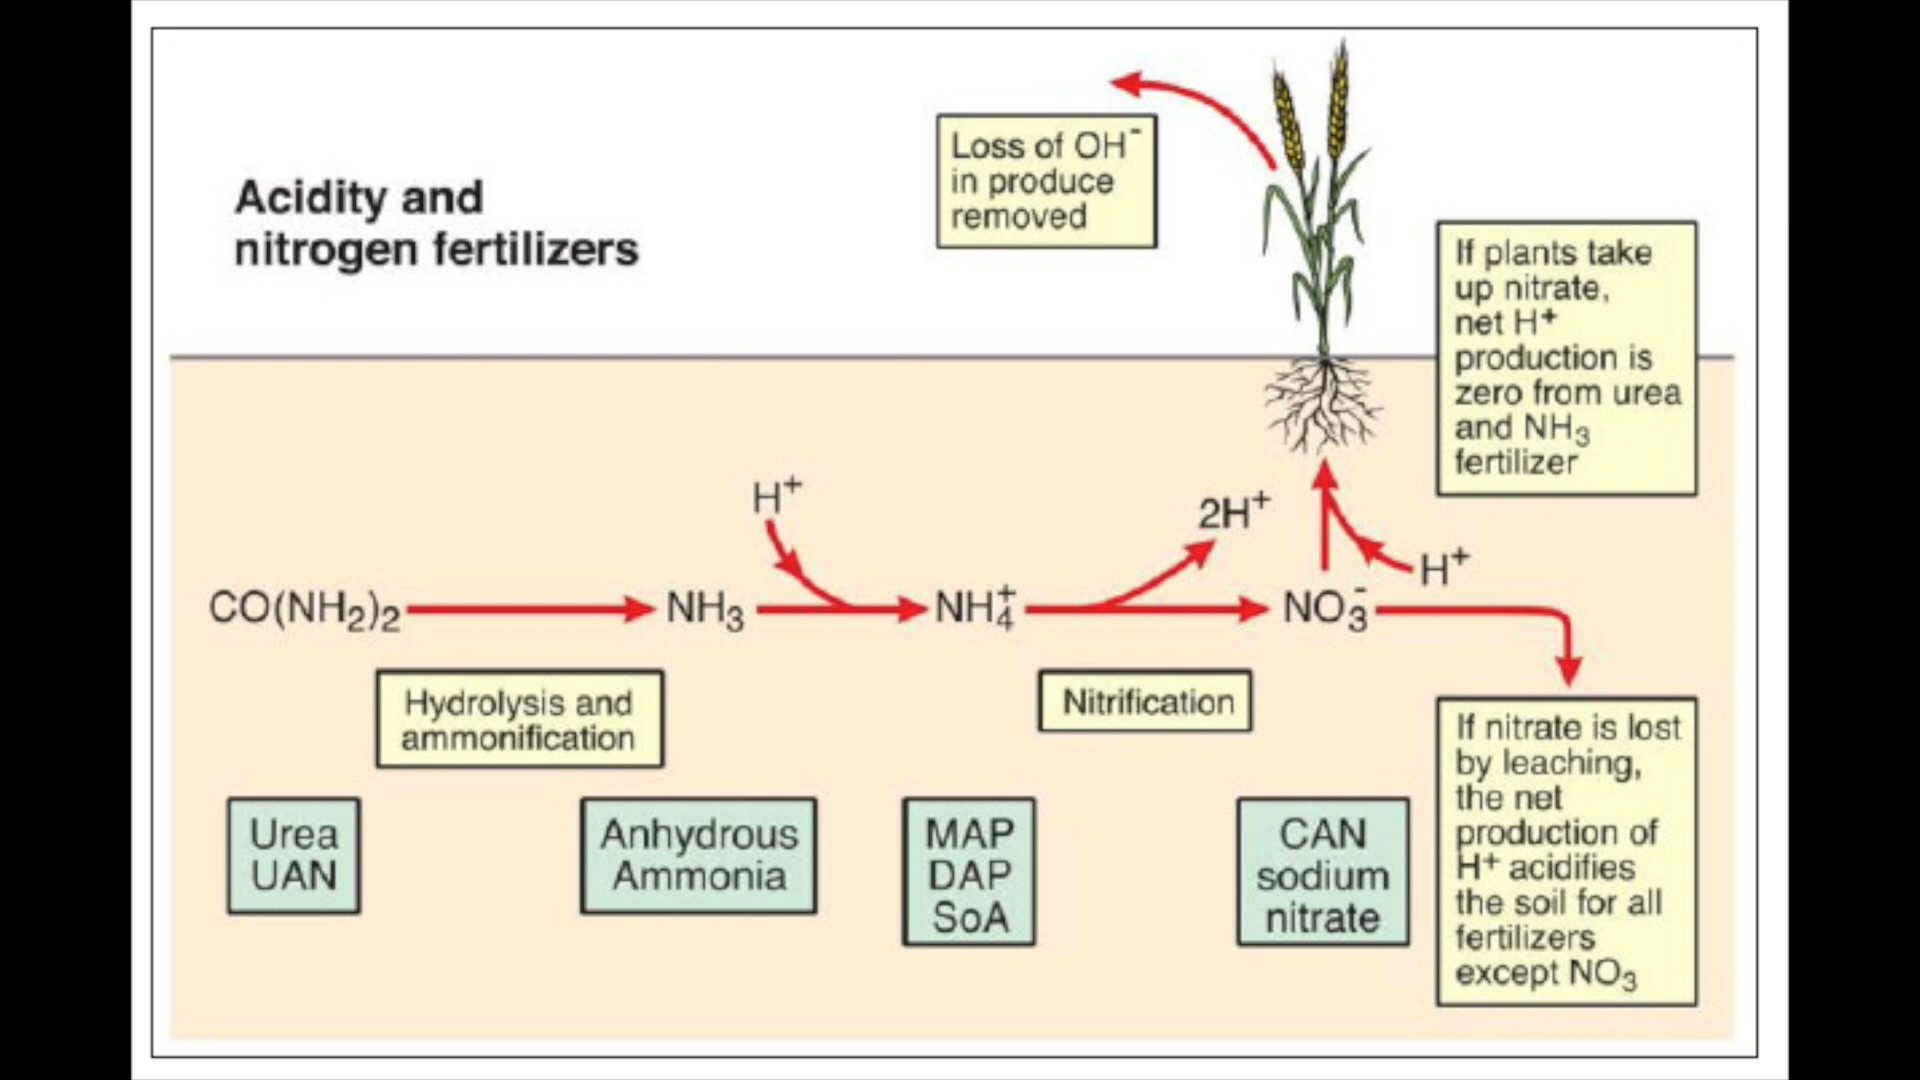 Acidity and
nitrogen fertilizers
Loss of OH⁻
in produce
removed
If plants take
up nitrate,
net H⁺
production is
zero from urea
and NH₃
fertilizer
H⁺
2H⁺
H⁺
CO(NH₂)₂
NH₃
NH₄⁺
NO₃⁻
Hydrolysis and
ammonification
Nitrification
If nitrate is lost
by leaching,
the net
production of
H⁺ acidifies
the soil for all
fertilizers
except NO₃
Urea
UAN
Anhydrous
Ammonia
MAP
DAP
SoA
CAN
sodium
nitrate